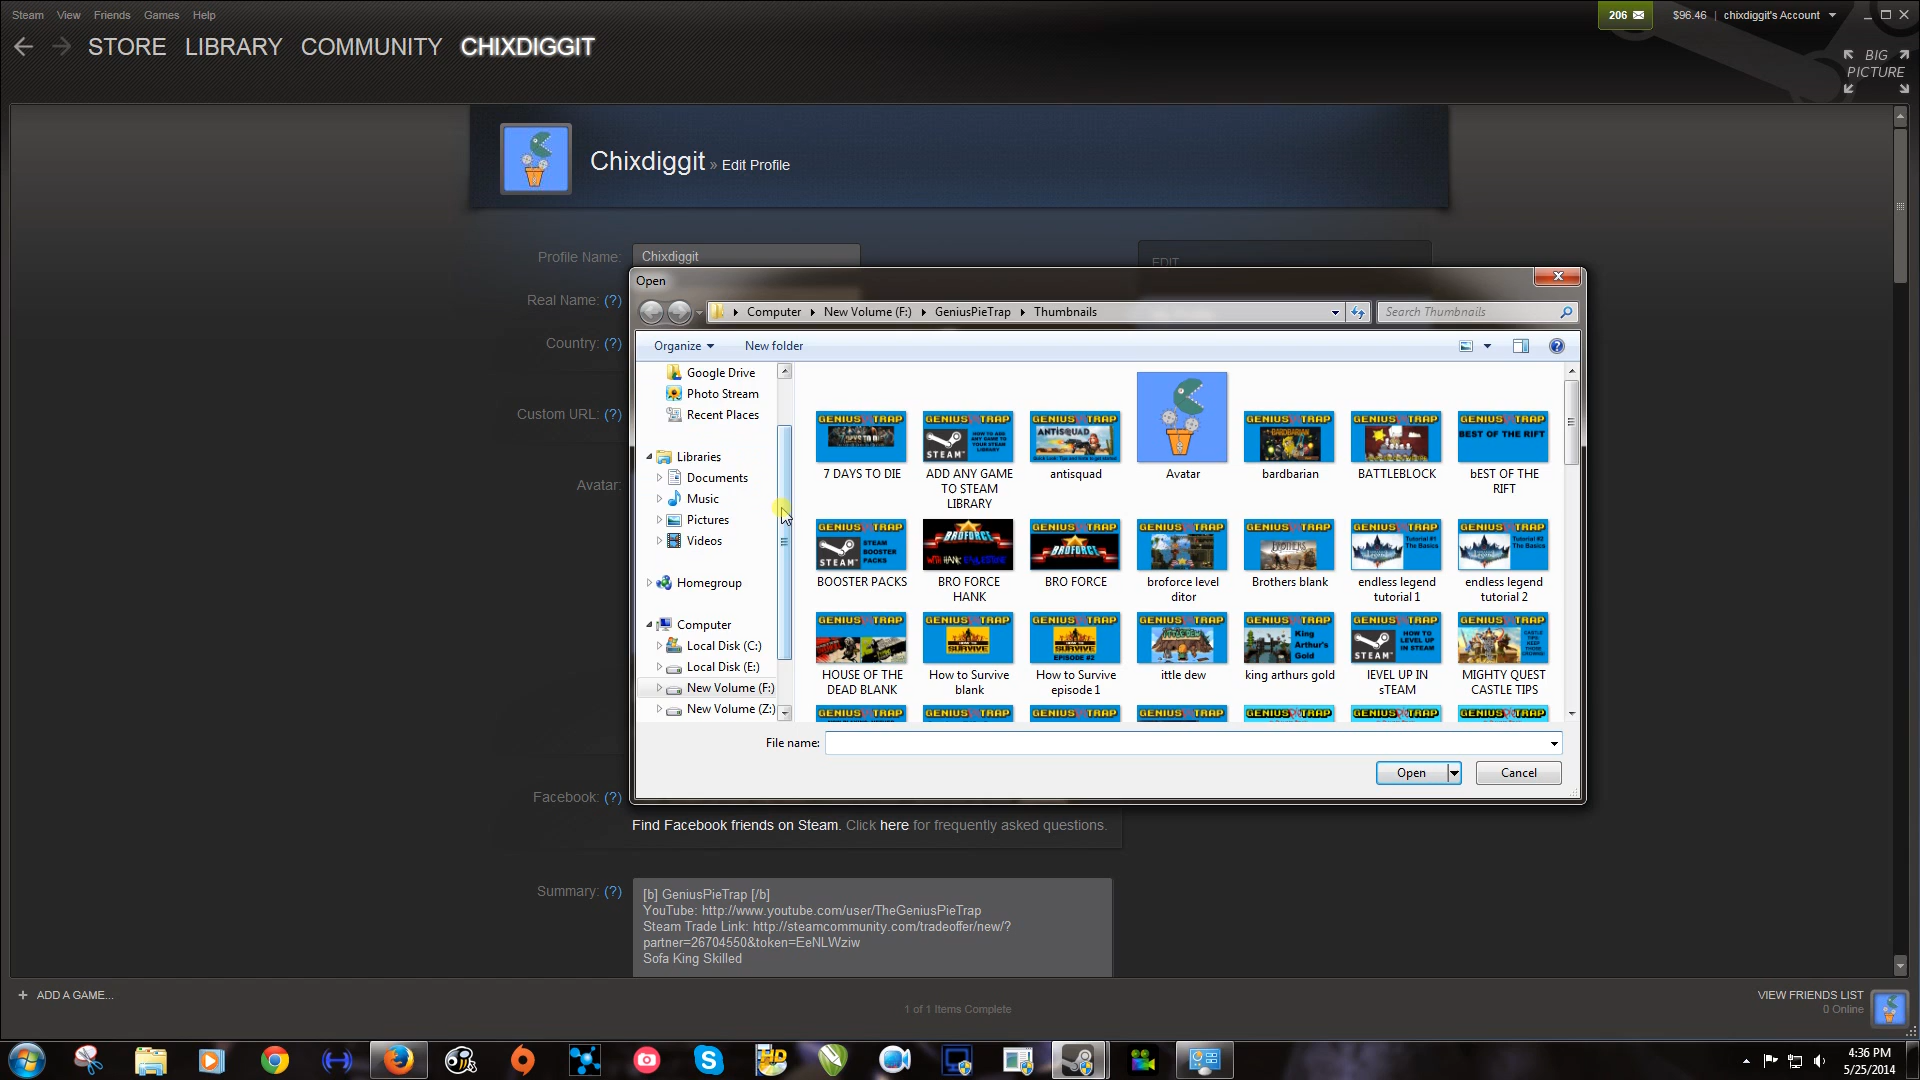 Steam View Friends Games Help
206 $96.46 | chixdiggit's Account
STORE LIBRARY COMMUNITY CHIXDIGGIT
BIG
PICTURE
Chixdiggit » Edit Profile
Profile Name: Chixdiggit
EDIT
Real Name: (?)
Country: (?)
Custom URL: (?)
Avatar:
Open
Computer New Volume (F:) GeniusPieTrap Thumbnails
Search Thumbnails
Organize New folder
Google Drive
Photo Stream
Recent Places
Libraries
Documents
Music
Pictures
Videos
Homegroup
Computer
Local Disk (C:)
Local Disk (E:)
New Volume (F:)
New Volume (Z:)
7 DAYS TO DIE
ADD ANY GAME
TO STEAM
LIBRARY
antisquad
Avatar
bardbarian
BATTLEBLOCK
bEST OF THE
RIFT
BOOSTER PACKS
BRO FORCE
HANK
BRO FORCE
broforce level
ditor
Brothers blank
endless legend
tutorial 1
endless legend
tutorial 2
HOUSE OF THE
DEAD BLANK
How to Survive
blank
How to Survive
episode 1
ittle dew
king arthurs gold
lEVEL UP IN
sTEAM
MIGHTY QUEST
CASTLE TIPS
File name:
Open Cancel
Facebook: (?)
Find Facebook friends on Steam. Click here for frequently asked questions.
Summary: (?)
[b] GeniusPieTrap [/b]
YouTube: http://www.youtube.com/user/TheGeniusPieTrap
Steam Trade Link: http://steamcommunity.com/tradeoffer/new/?
partner=26704550&token=EeNLWziw
Sofa King Skilled
+ ADD A GAME...
1 of 1 Items Complete
VIEW FRIENDS LIST
0 Online
4:36 PM
5/25/2014